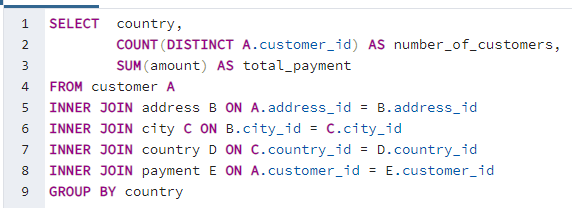 1 SELECT country,
2 COUNT(DISTINCT A.customer_id) AS number_of_customers,
3 SUM(amount) AS total_payment
4 FROM customer A
5 INNER JOIN address B ON A.address_id = B.address_id
6 INNER JOIN city C ON B.city_id = C.city_id
7 INNER JOIN country D ON C.country_id = D.country_id
8 INNER JOIN payment E ON A.customer_id = E.customer_id
9 GROUP BY country